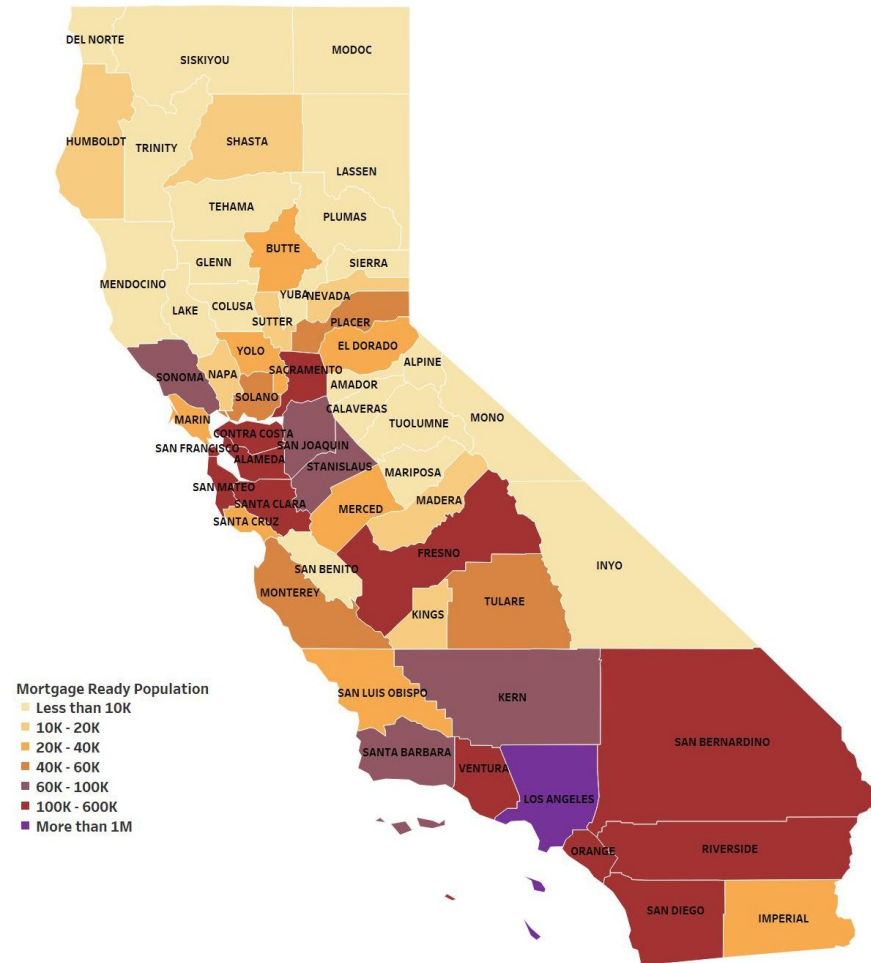 DEL NORTE
SISKIYOU
MODOC
HUMBOLDT
TRINITY
SHASTA
LASSEN
TEHAMA
PLUMAS
BUTTE
GLENN
SIERRA
MENDOCINO
YUBA
NEVADA
LAKE
COLUSA
SUTTER
PLACER
YOLO
EL DORADO
ALPINE
SONOMA
NAPA
SACRAMENTO
SOLANO
AMADOR
MARIN
CALAVERAS
TUOLUMNE
MONO
CONTRA COSTA
SAN FRANCISCO
SAN JOAQUIN
ALAMEDA
STANISLAUS
MARIPOSA
SAN MATEO
SANTA CLARA
MADERA
MERCED
SANTA CRUZ
FRESNO
SAN BENITO
INYO
MONTEREY
TULARE
KINGS
SAN LUIS OBISPO
KERN
Mortgage Ready Population
Less than 10K
10K - 20K
20K - 40K
40K - 60K
60K - 100K
100K - 600K
More than 1M
SANTA BARBARA
VENTURA
SAN BERNARDINO
LOS ANGELES
ORANGE
RIVERSIDE
SAN DIEGO
IMPERIAL